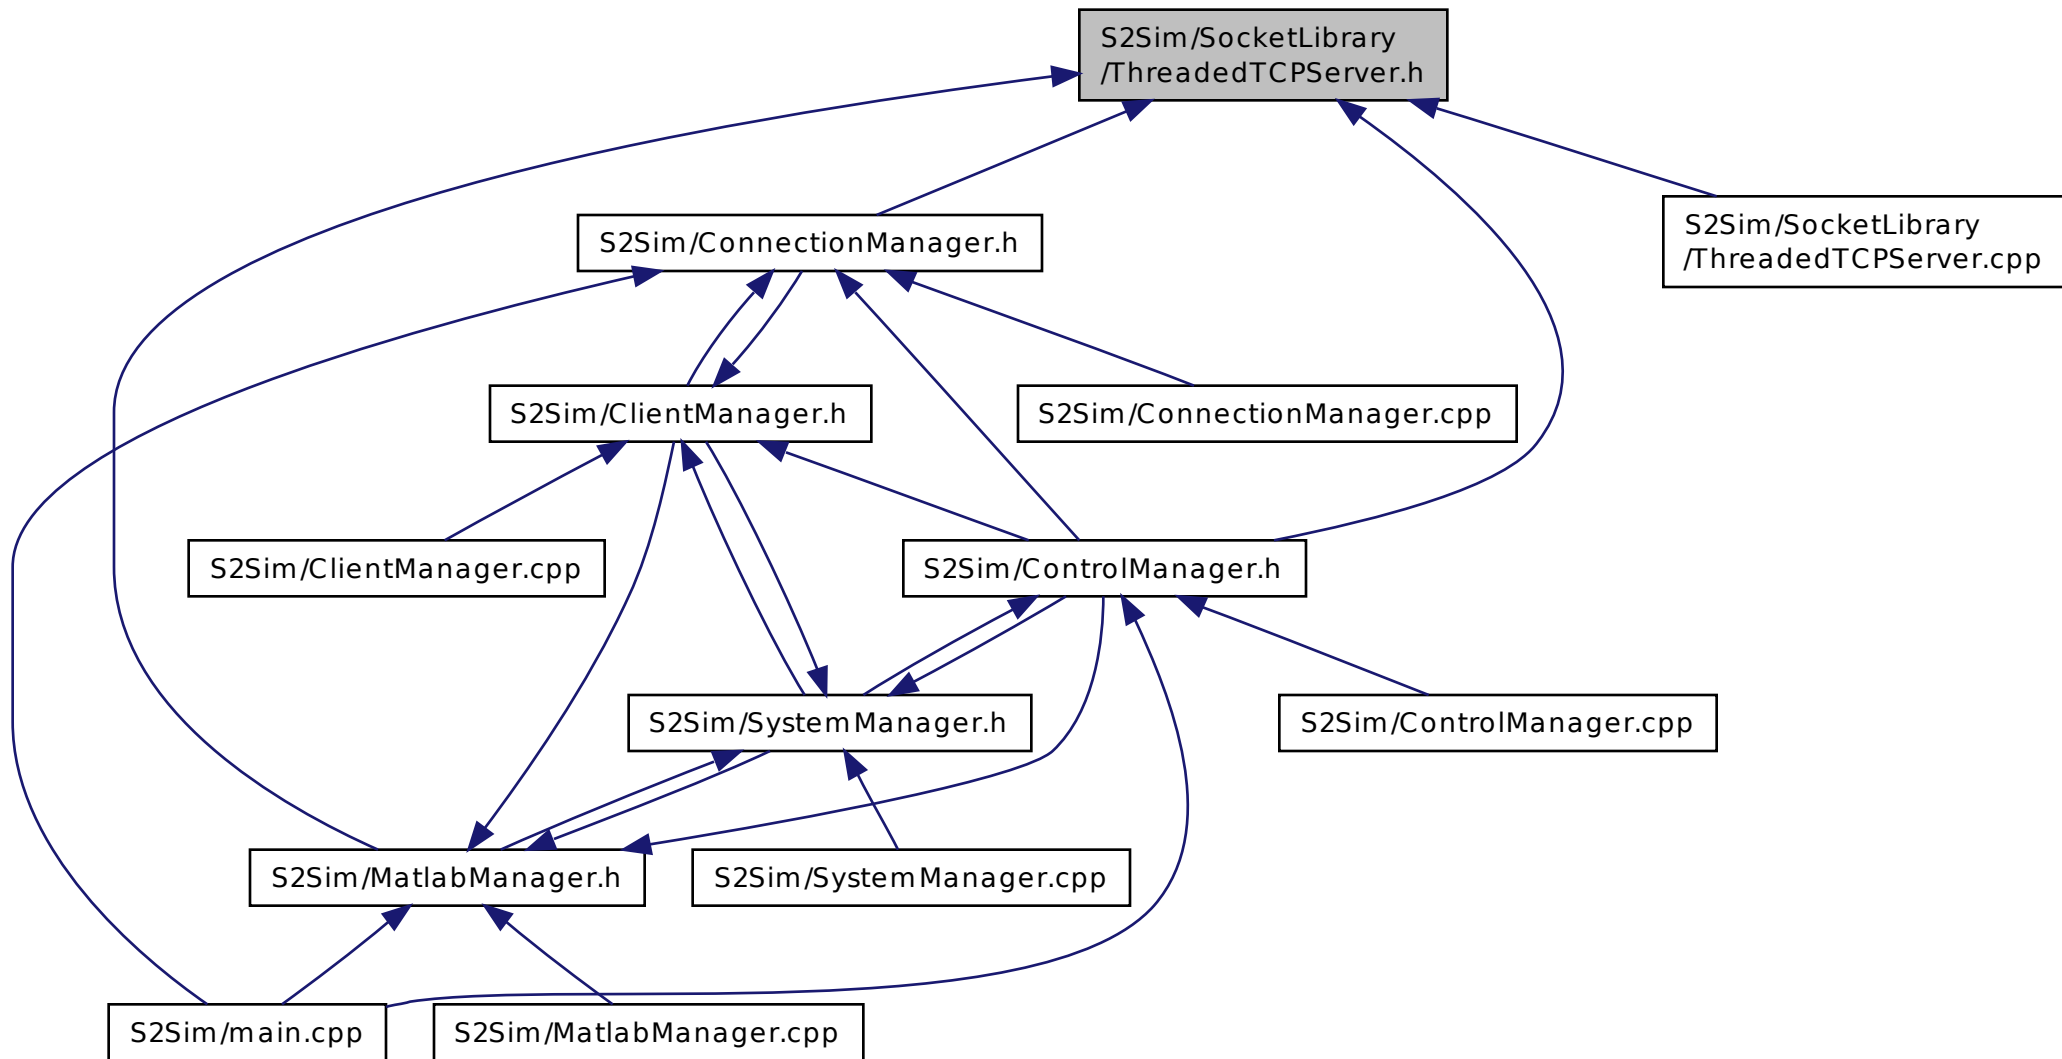 S2Sim/SocketLibrary
/ThreadedTCPServer.h
S2Sim/ConnectionManager.h
S2Sim/SocketLibrary
/ThreadedTCPServer.cpp
S2Sim/ClientManager.h
S2Sim/ConnectionManager.cpp
S2Sim/ClientManager.cpp
S2Sim/ControlManager.h
S2Sim/SystemManager.h
S2Sim/ControlManager.cpp
S2Sim/MatlabManager.h
S2Sim/SystemManager.cpp
S2Sim/main.cpp
S2Sim/MatlabManager.cpp